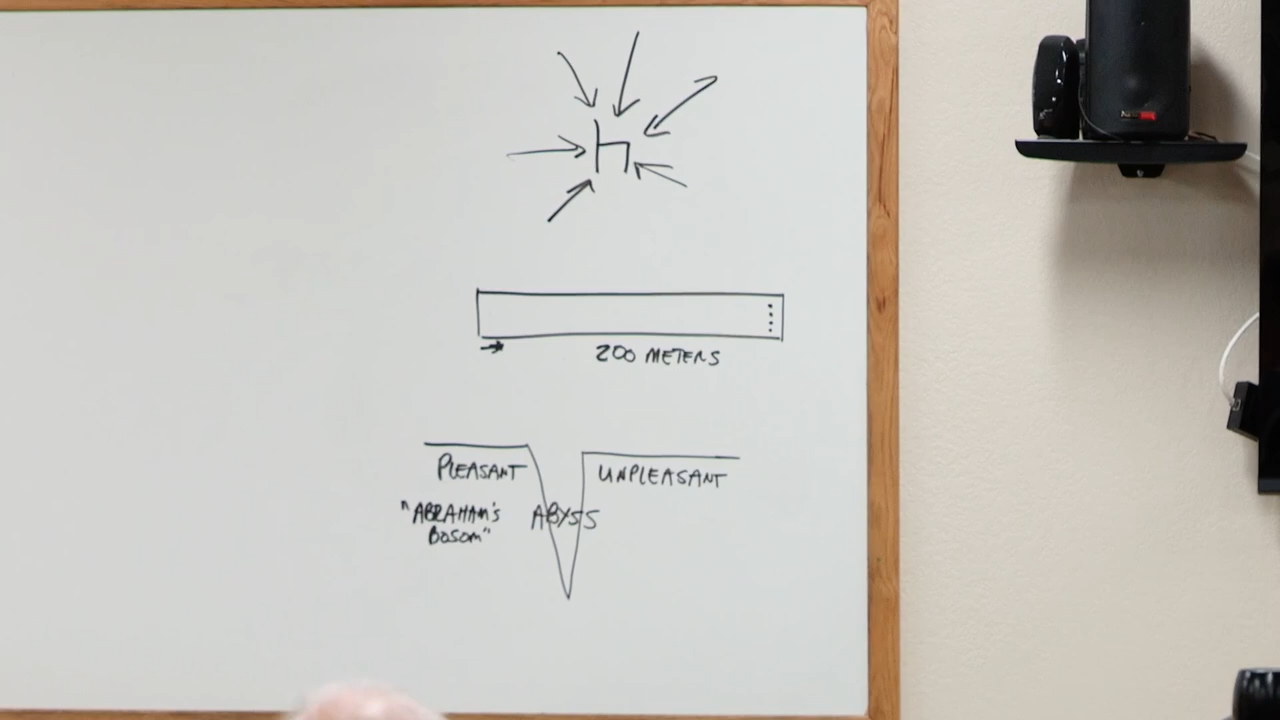 200 METERS
PLEASANT
UNPLEASANT
"ABRAHAM'S
BOSOM"
ABYSS